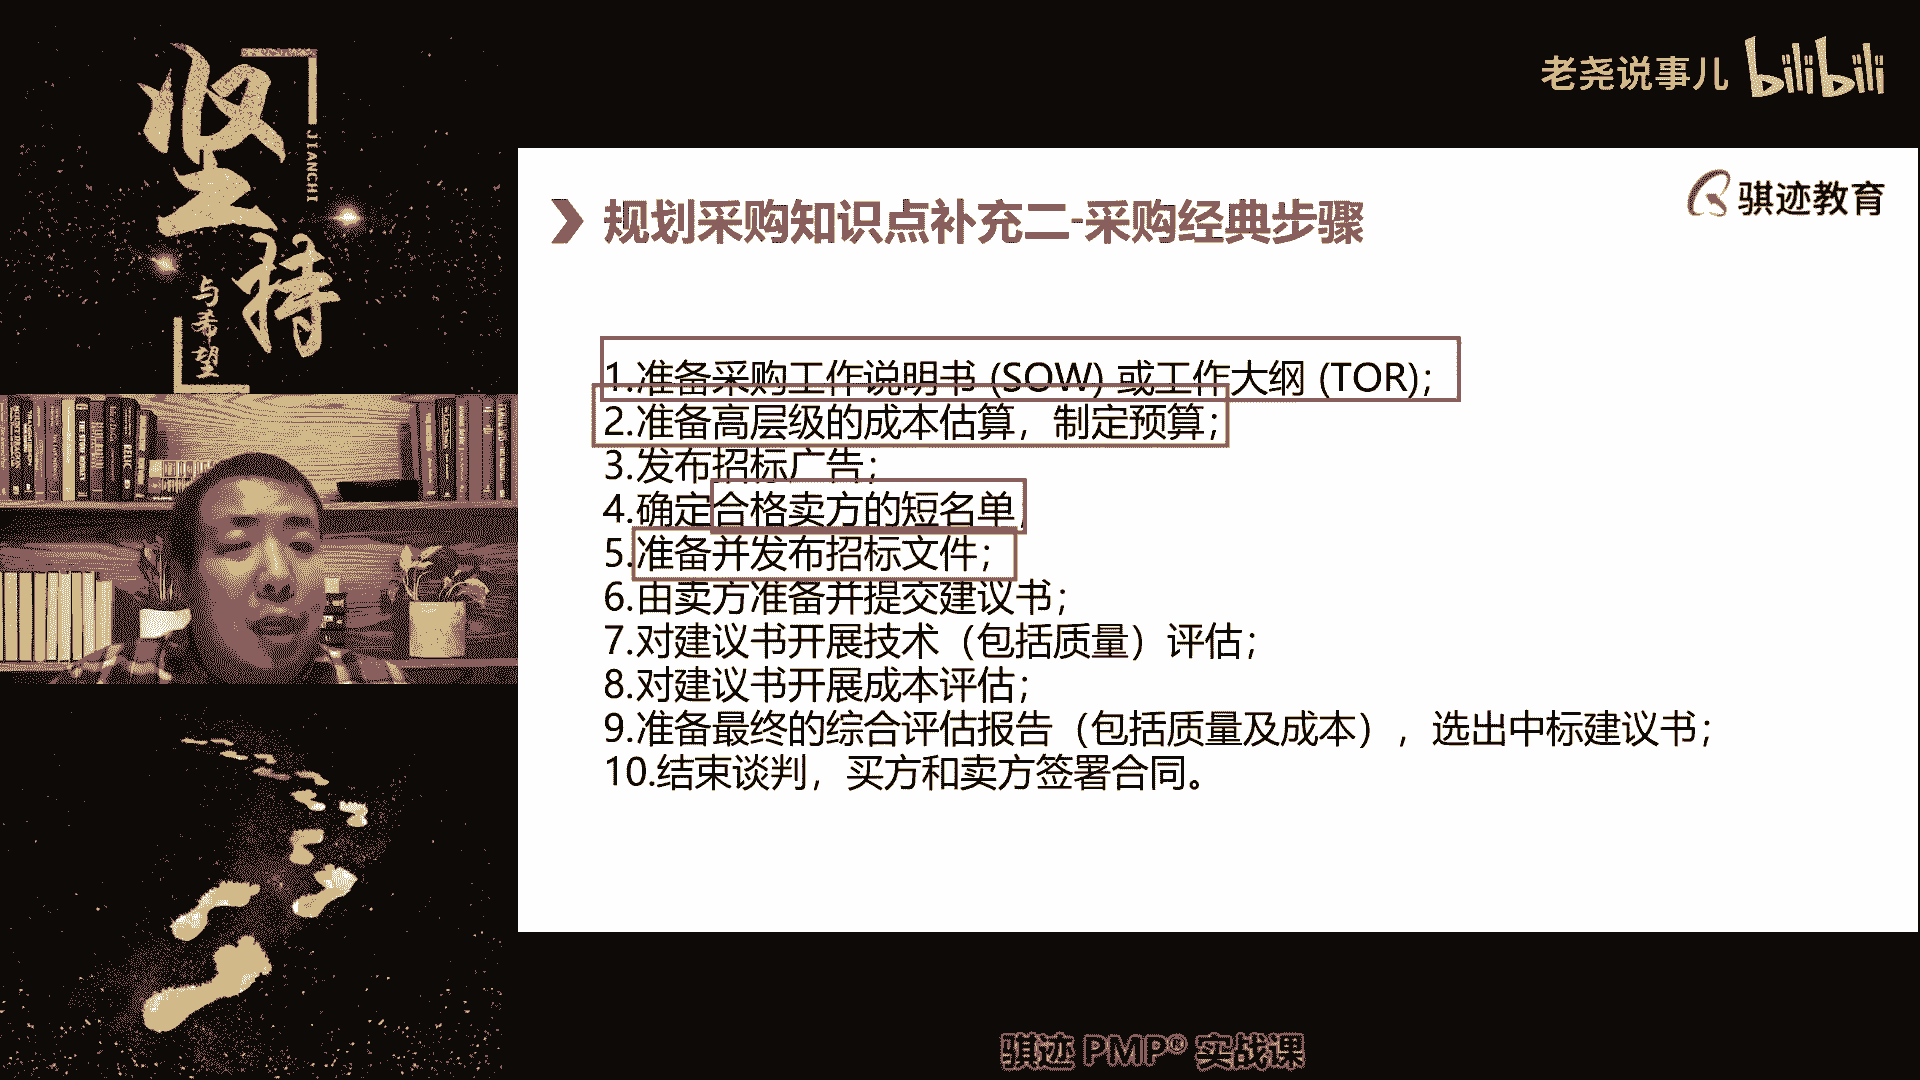 坚持
JIANCHI
与希望
老尧说事儿 bilibili
骐迹教育
规划采购知识点补充二-采购经典步骤
1.准备采购工作说明书 (SOW) 或工作大纲 (TOR)；
2.准备高层级的成本估算，制定预算；
3.发布招标广告；
4.确定合格卖方的短名单
5.准备并发布招标文件；
6.由卖方准备并提交建议书；
7.对建议书开展技术（包括质量）评估；
8.对建议书开展成本评估；
9.准备最终的综合评估报告（包括质量及成本），选出中标建议书；
10.结束谈判，买方和卖方签署合同。
骐迹 PMP® 实战课